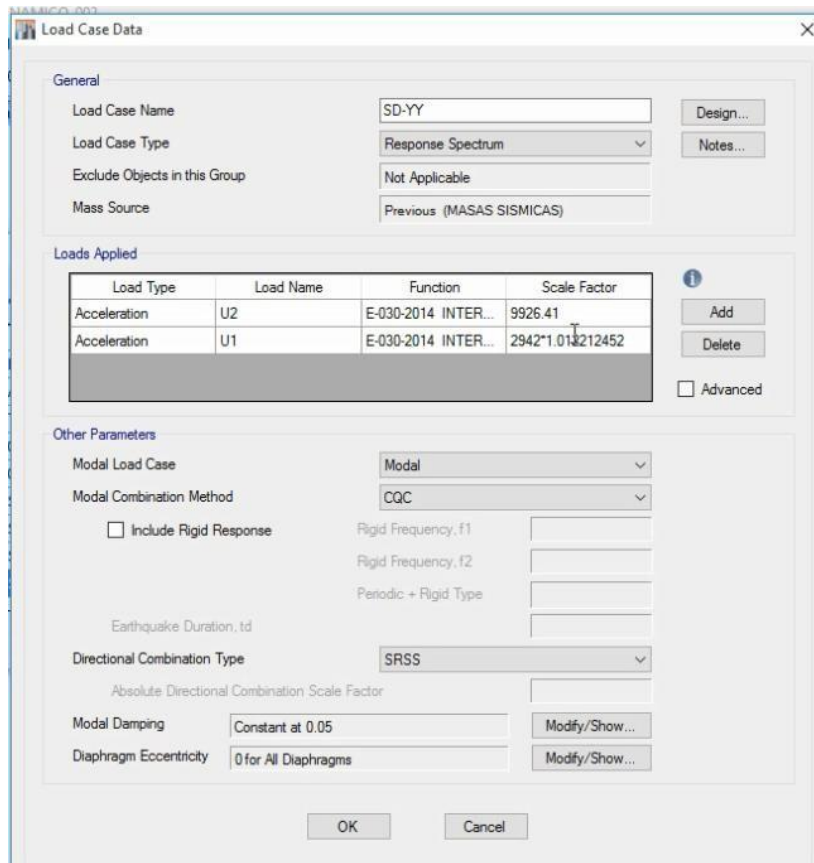 NAMIGO_002
Load Case Data
General
Load Case Name SD-YY Design...
Load Case Type Response Spectrum Notes...
Exclude Objects in this Group Not Applicable
Mass Source Previous (MASAS SISMICAS)
Loads Applied
Load Type Load Name Function Scale Factor
Acceleration U2 E-030-2014 INTER... 9926.41 Add
Acceleration U1 E-030-2014 INTER... 2942*1.013212452 Delete
Advanced
Other Parameters
Modal Load Case Modal
Modal Combination Method CQC
Include Rigid Response Rigid Frequency, f1
Rigid Frequency, f2
Periodic + Rigid Type
Earthquake Duration, td
Directional Combination Type SRSS
Absolute Directional Combination Scale Factor
Modal Damping Constant at 0.05 Modify/Show...
Diaphragm Eccentricity 0 for All Diaphragms Modify/Show...
OK Cancel